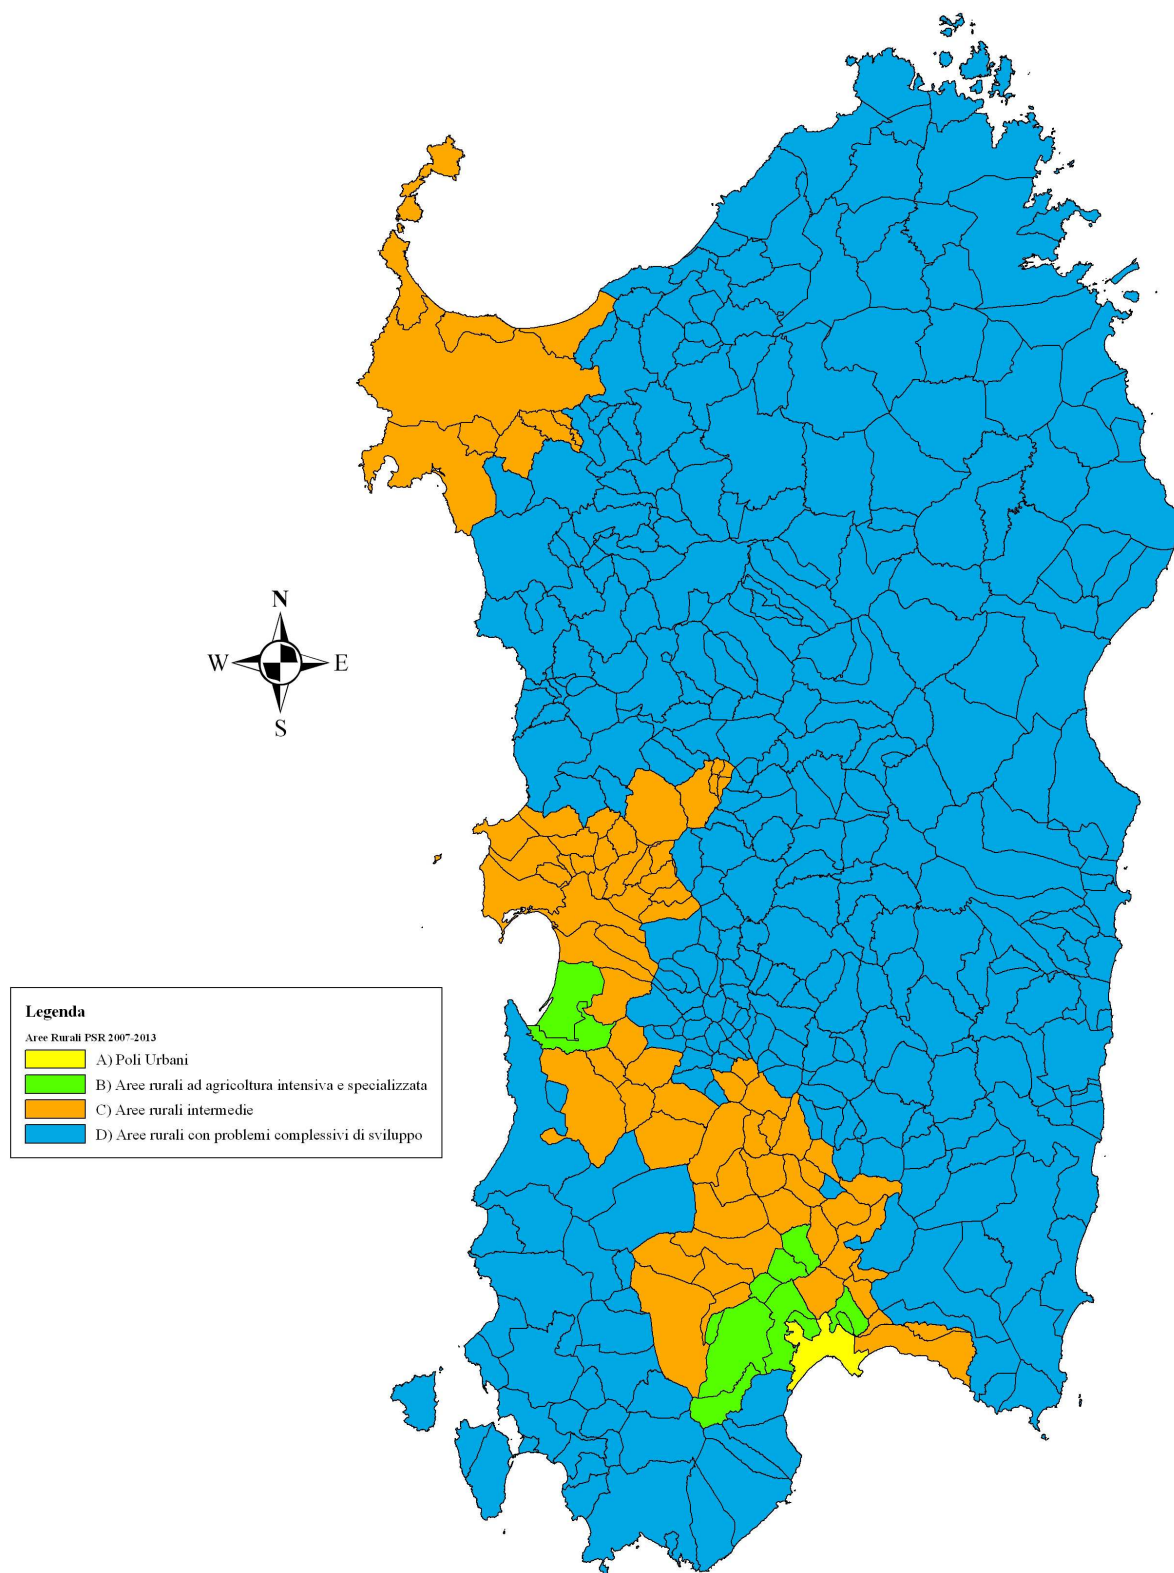 N
W E
S
Legenda
Aree Rurali PSR 2007-2013
A) Poli Urbani
B) Aree rurali ad agricoltura intensiva e specializzata
C) Aree rurali intermedie
D) Aree rurali con problemi complessivi di sviluppo